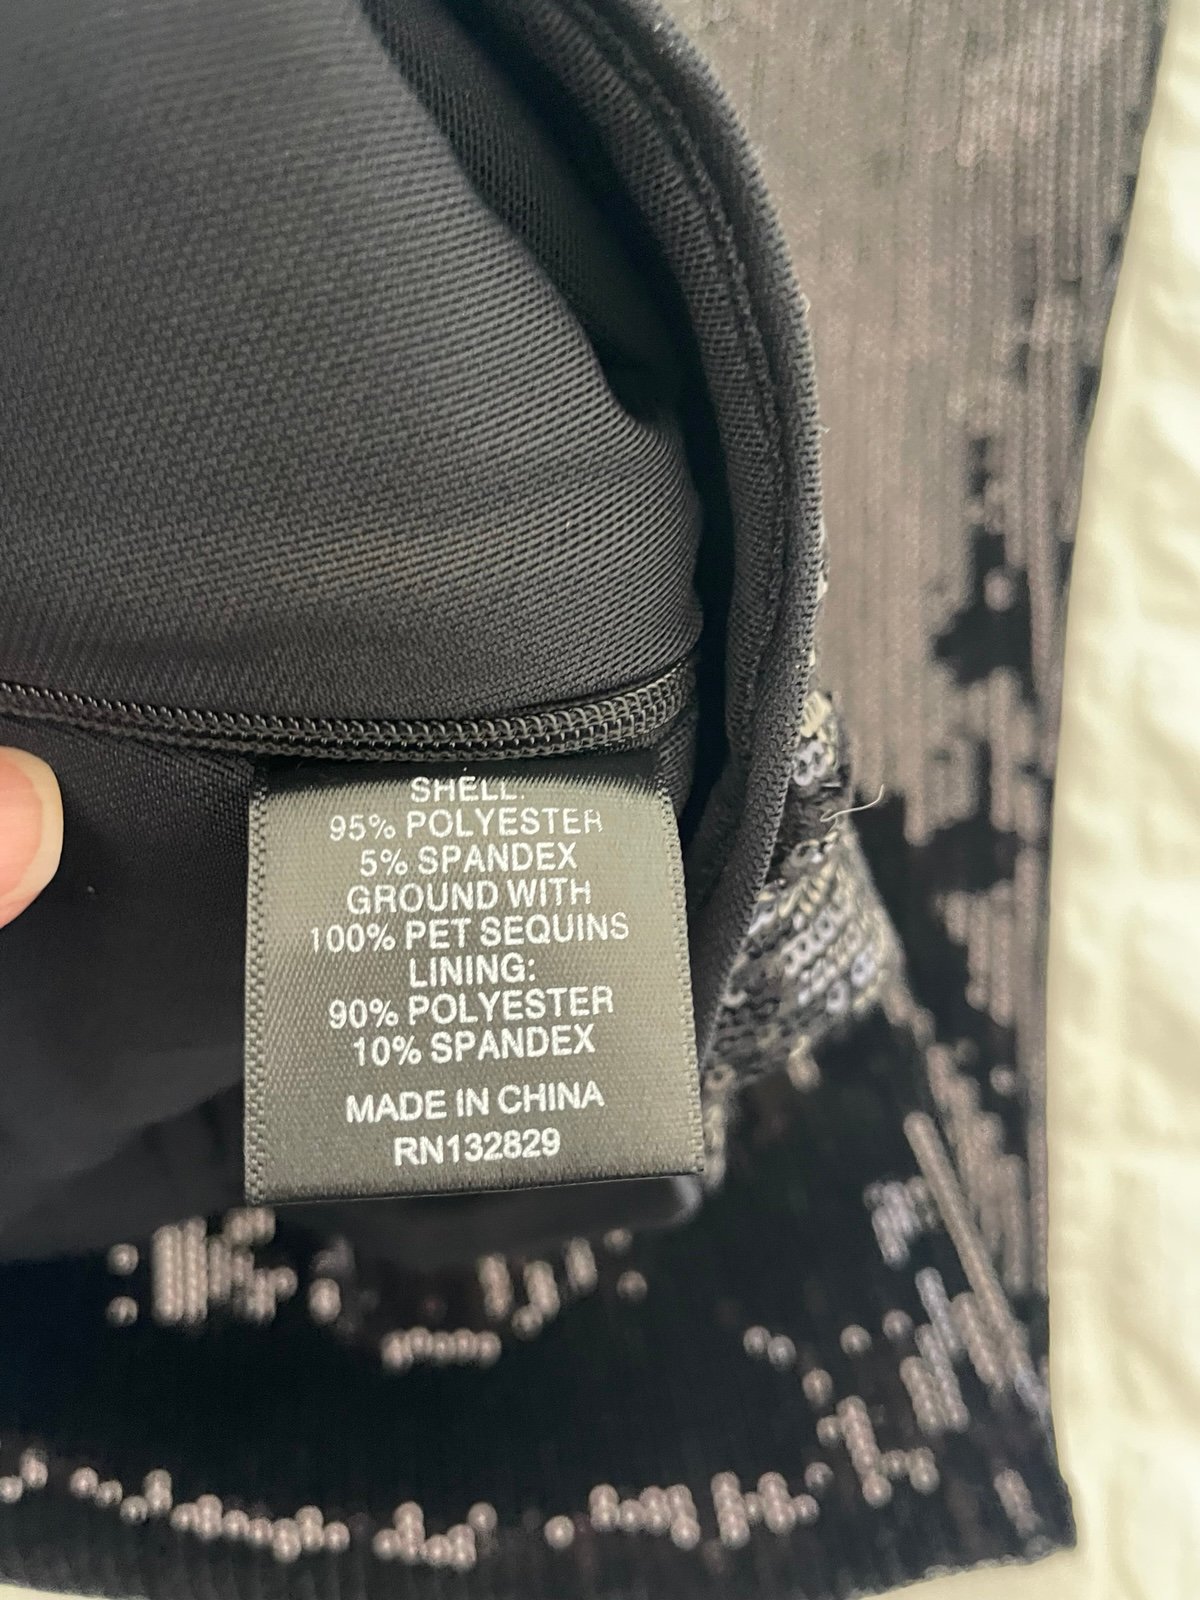 SHELL:
95% POLYESTER
5% SPANDEX
GROUND WITH
100% PET SEQUINS
LINING:
90% POLYESTER
10% SPANDEX
MADE IN CHINA
RN132829